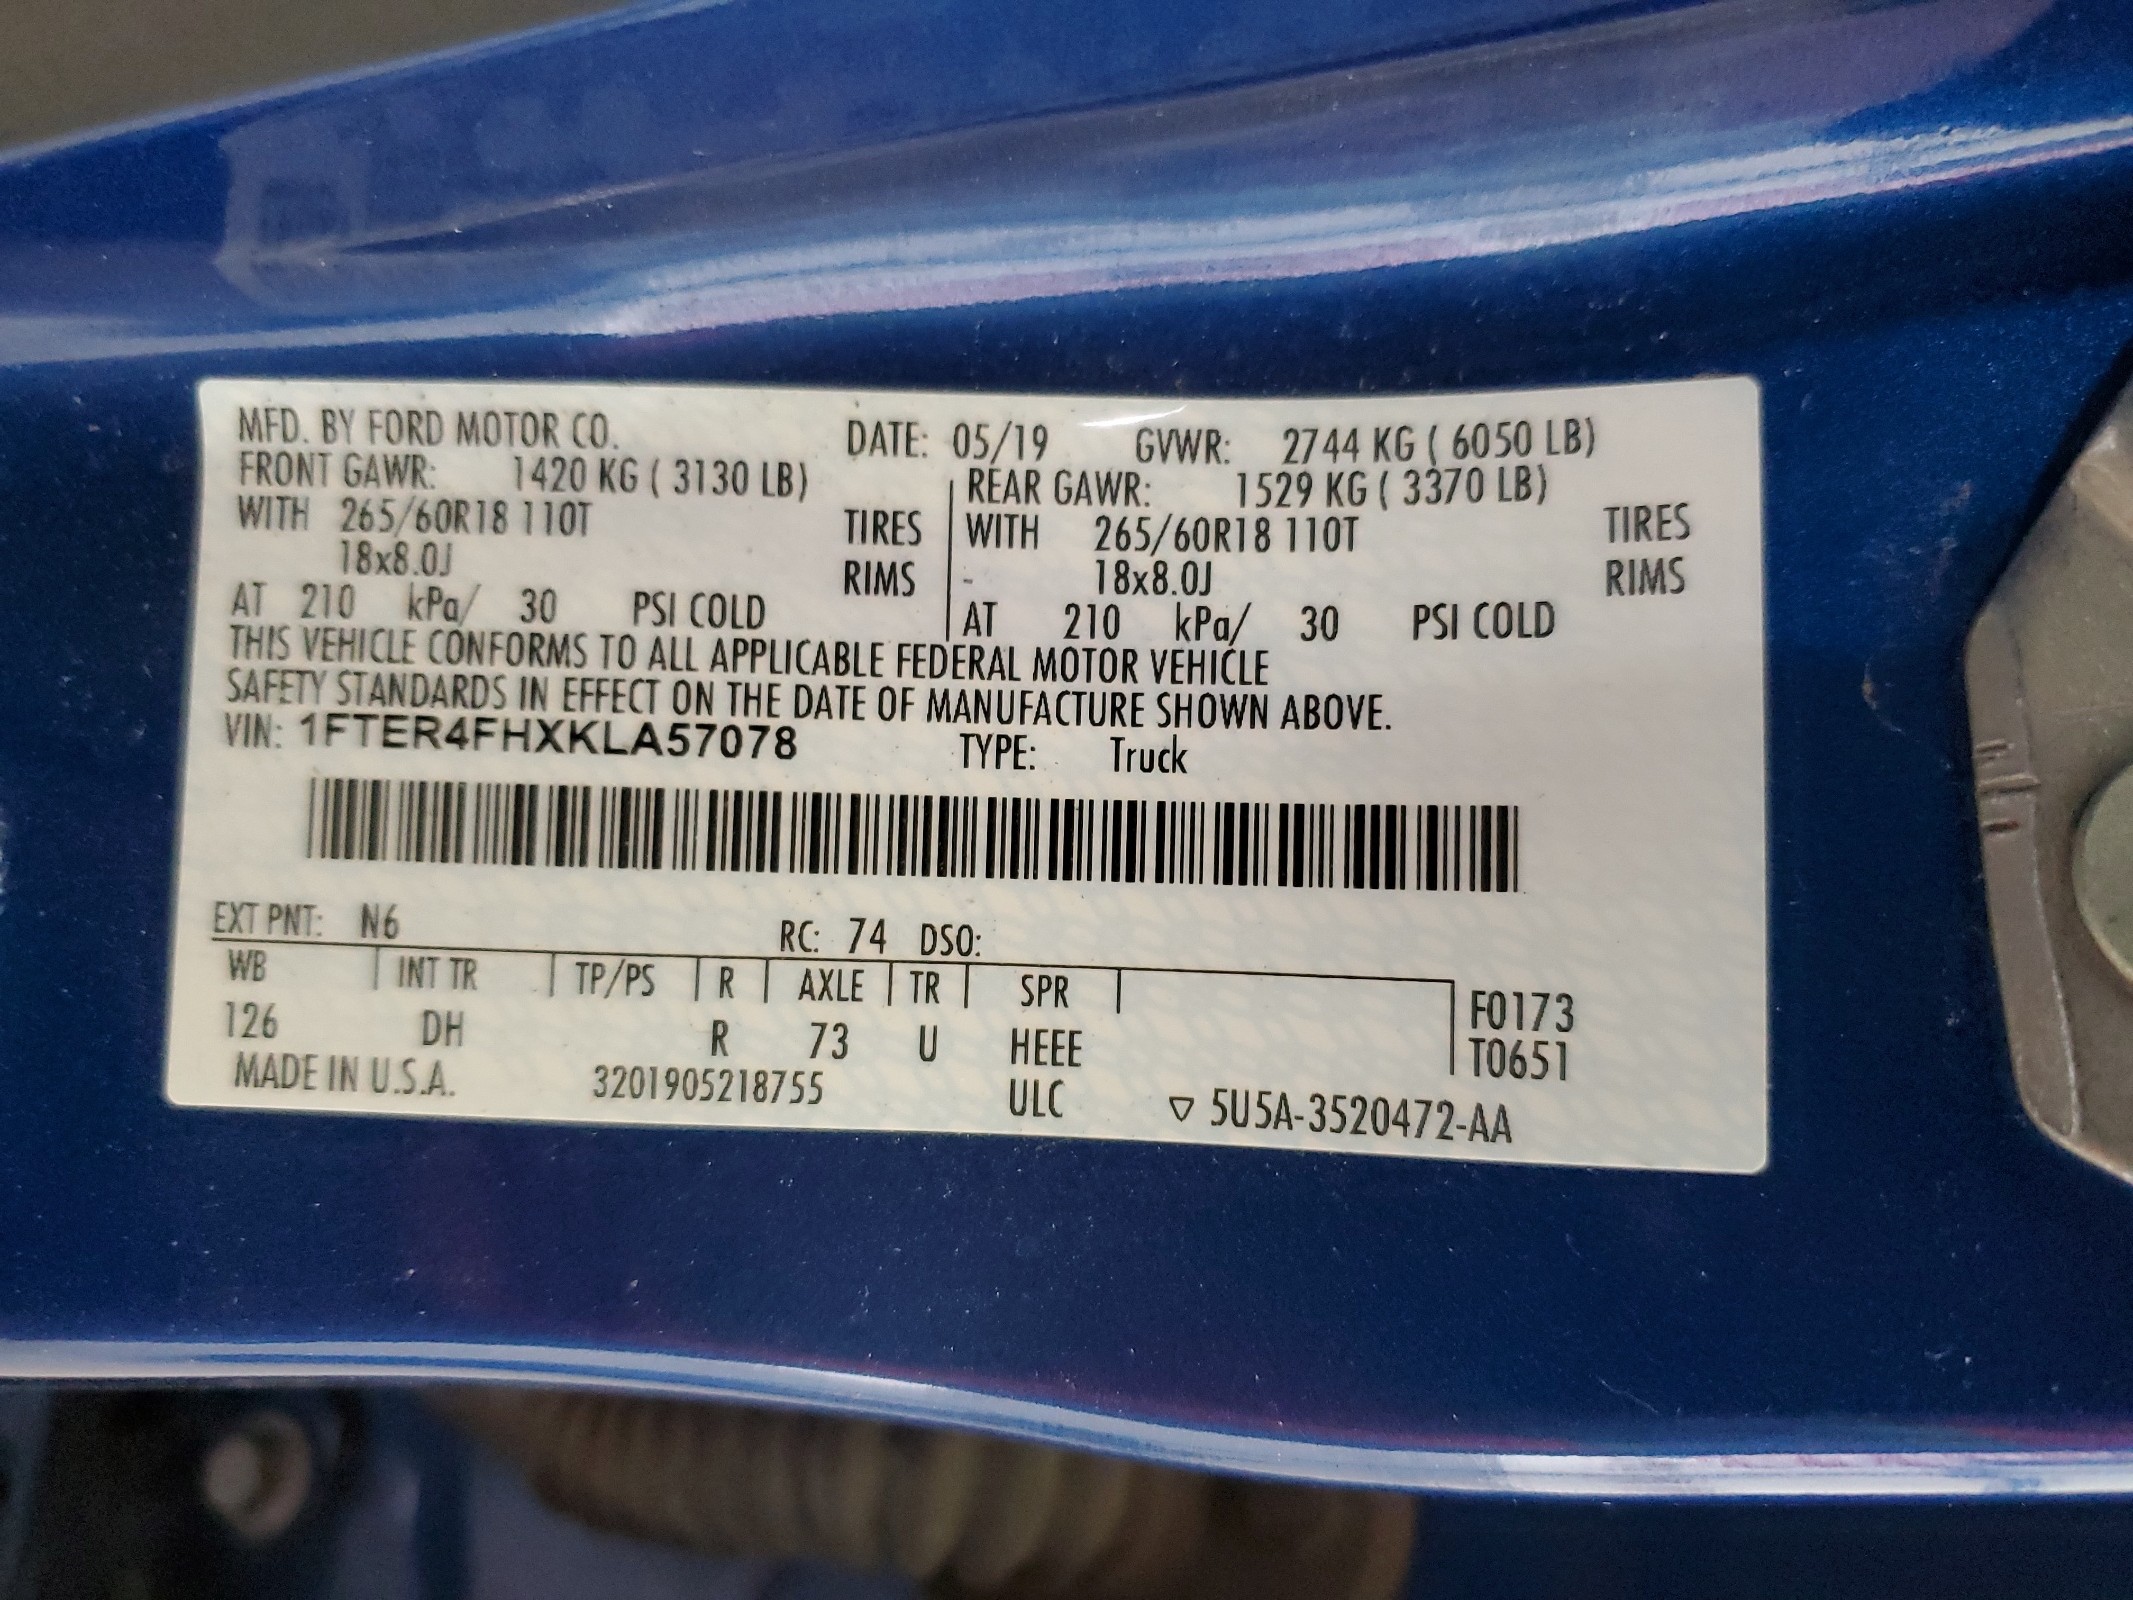 MFD. BY FORD MOTOR CO. DATE: 05/19 GVWR: 2744 KG ( 6050 LB)
FRONT GAWR: 1420 KG ( 3130 LB) REAR GAWR: 1529 KG ( 3370 LB)
WITH 265/60R18 110T TIRES WITH 265/60R18 110T TIRES
18x8.0J RIMS - 18x8.0J RIMS
AT 210 kPa/ 30 PSI COLD AT 210 kPa/ 30 PSI COLD
THIS VEHICLE CONFORMS TO ALL APPLICABLE FEDERAL MOTOR VEHICLE
SAFETY STANDARDS IN EFFECT ON THE DATE OF MANUFACTURE SHOWN ABOVE.
VIN: 1FTER4FHXKLA57078 TYPE: Truck
EXT PNT: N6 RC: 74 DSO:
WB INT TR TP/PS R AXLE TR SPR F0173
126 DH R 73 U HEEE T0651
MADE IN U.S.A. 3201905218755 ULC ▽ 5U5A-3520472-AA